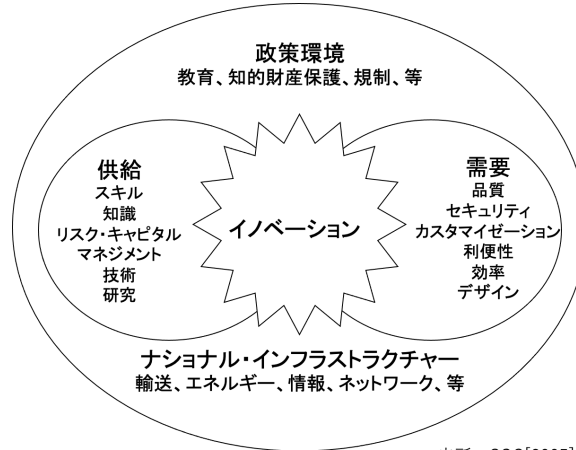 政策環境
教育、知的財産保護、規制、等
供給
スキル
知識
リスク・キャピタル
マネジメント
技術
研究
イノベーション
需要
品質
セキュリティ
カスタマイゼーション
利便性
効率
デザイン
ナショナル・インフラストラクチャー
輸送、エネルギー、情報、ネットワーク、等